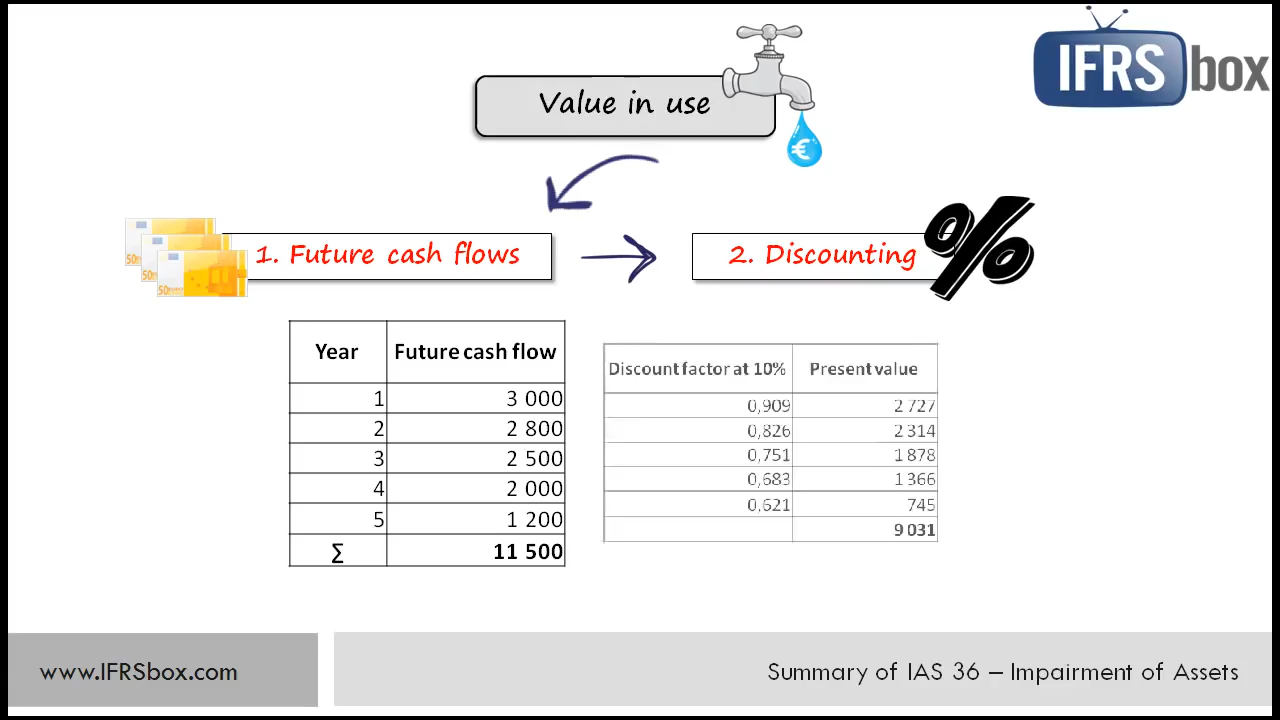 IFRS box
Value in use
€
1. Future cash flows
2. Discounting %
50 50 50
Year Future cash flow
1 3 000
2 2 800
3 2 500
4 2 000
5 1 200
Σ 11 500
Discount factor at 10% Present value
0,909 2 727
0,826 2 314
0,751 1 878
0,683 1 366
0,621 745
9 031
www.IFRSbox.com
Summary of IAS 36 – Impairment of Assets